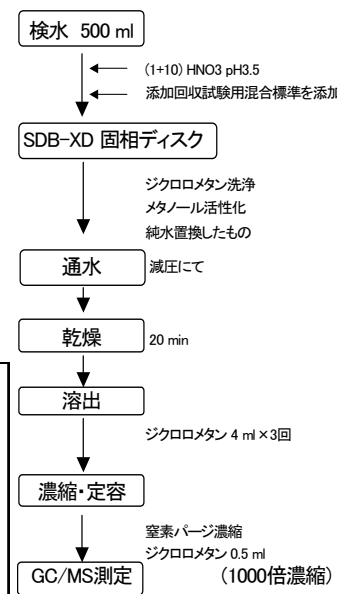 検水 500 ml
(1+10) HNO3 pH3.5
添加回収試験用混合標準を添加
SDB-XD 固相ディスク
ジクロロメタン洗浄
メタノール活性化
純水置換したもの
通水 減圧にて
乾燥 20 min
溶出
ジクロロメタン 4 ml×3回
濃縮・定容
窒素パージ濃縮
ジクロロメタン 0.5 ml
GC/MS測定 (1000倍濃縮)